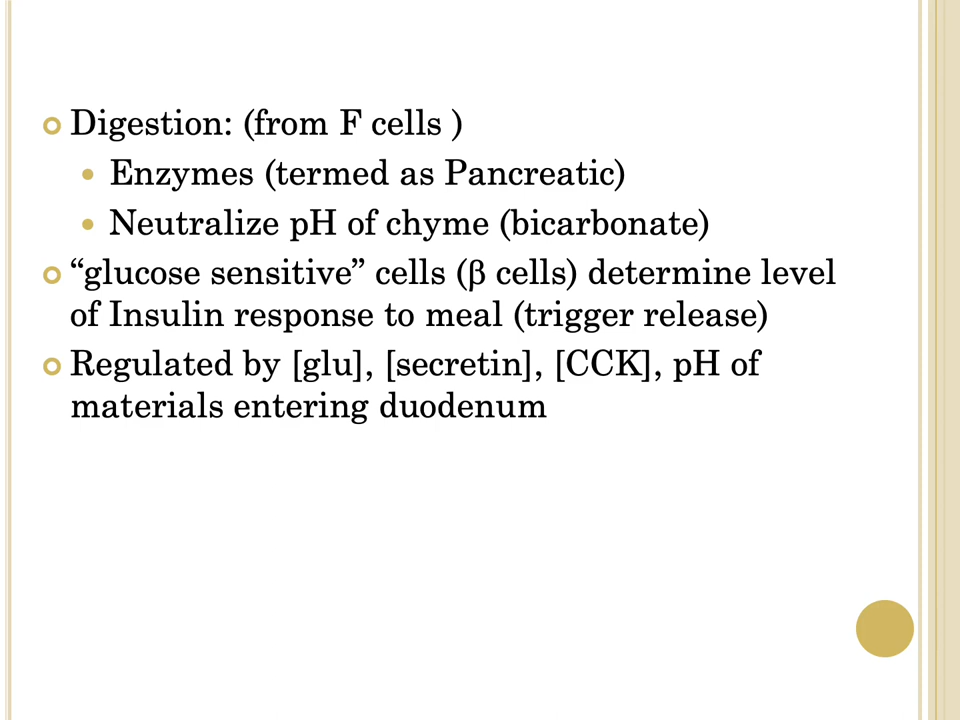 Digestion: (from F cells )
Enzymes (termed as Pancreatic)
Neutralize pH of chyme (bicarbonate)
“glucose sensitive” cells (β cells) determine level
of Insulin response to meal (trigger release)
Regulated by [glu], [secretin], [CCK], pH of
materials entering duodenum